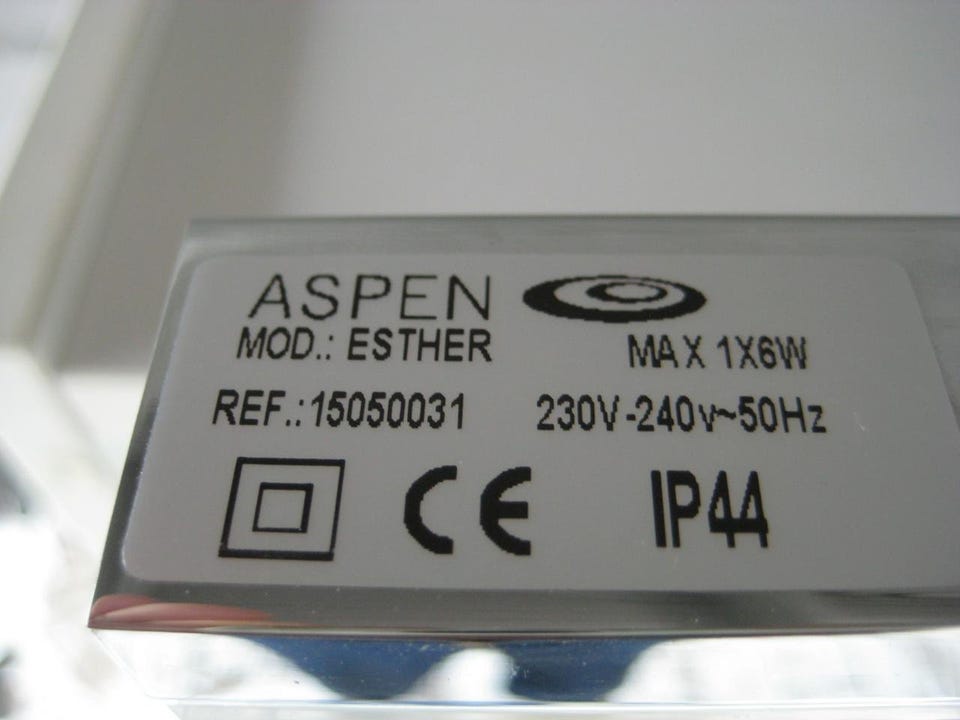 ASPEN
MOD.: ESTHER MAX 1X6W
REF.:15050031 230V-240v~50Hz
CE IP44